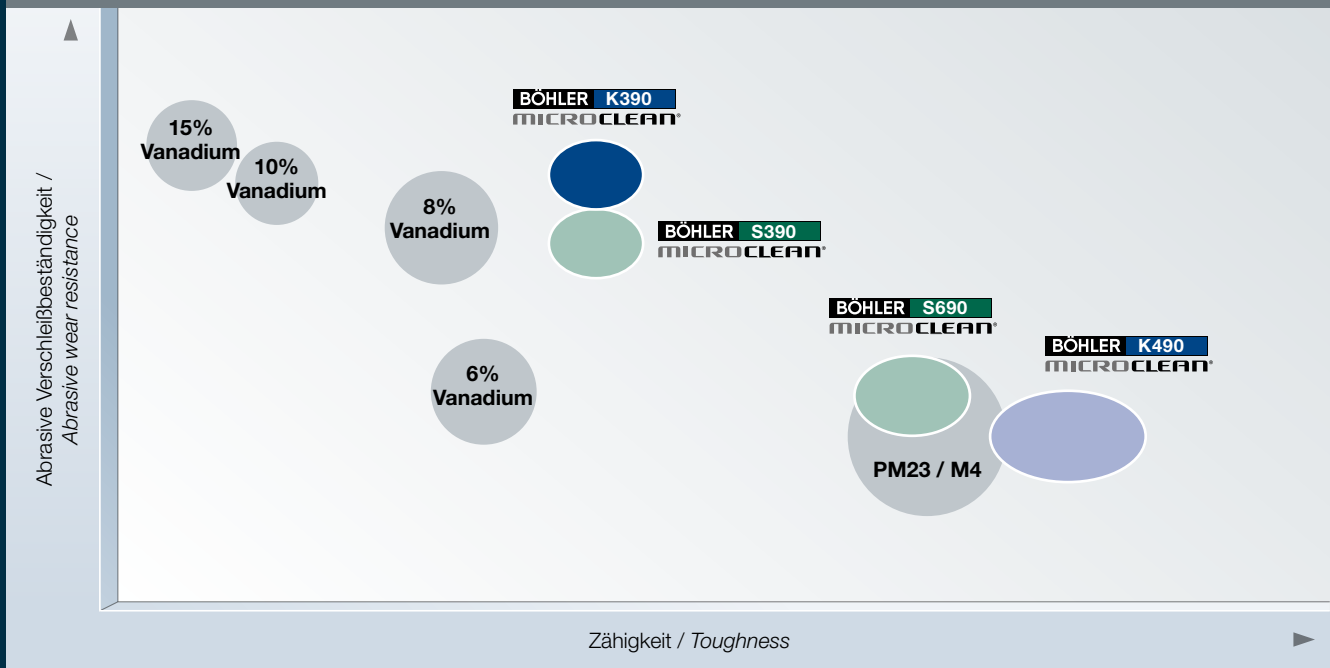 Abrasive Verschleißbeständigkeit /
Abrasive wear resistance
15%
Vanadium
10%
Vanadium
8%
Vanadium
6%
Vanadium
BÖHLER K390
MICROCLEAN®
BÖHLER S390
MICROCLEAN®
BÖHLER S690
MICROCLEAN®
BÖHLER K490
MICROCLEAN®
PM23 / M4
Zähigkeit / Toughness